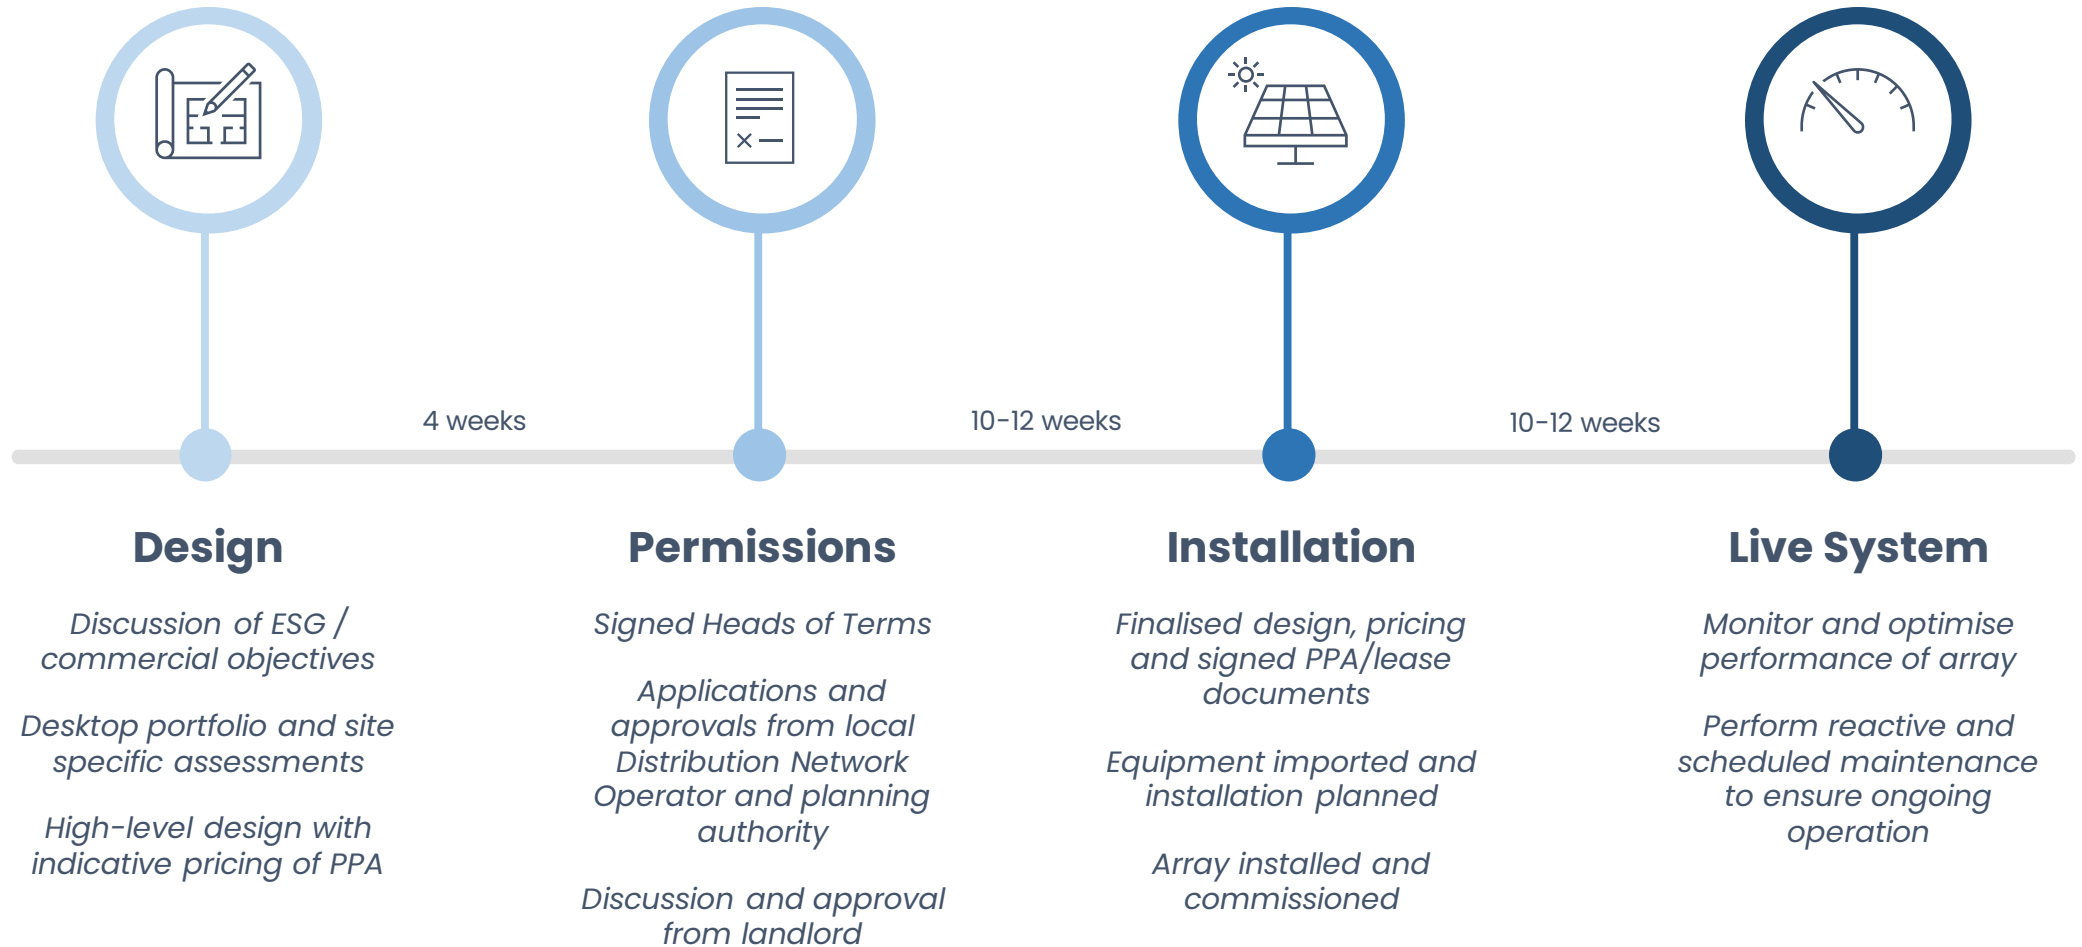 4 weeks
10-12 weeks
10-12 weeks
Design
Discussion of ESG /
commercial objectives
Desktop portfolio and site
specific assessments
High-level design with
indicative pricing of PPA
Permissions
Signed Heads of Terms
Applications and
approvals from local
Distribution Network
Operator and planning
authority
Discussion and approval
from landlord
Installation
Finalised design, pricing
and signed PPA/lease
documents
Equipment imported and
installation planned
Array installed and
commissioned
Live System
Monitor and optimise
performance of array
Perform reactive and
scheduled maintenance
to ensure ongoing
operation